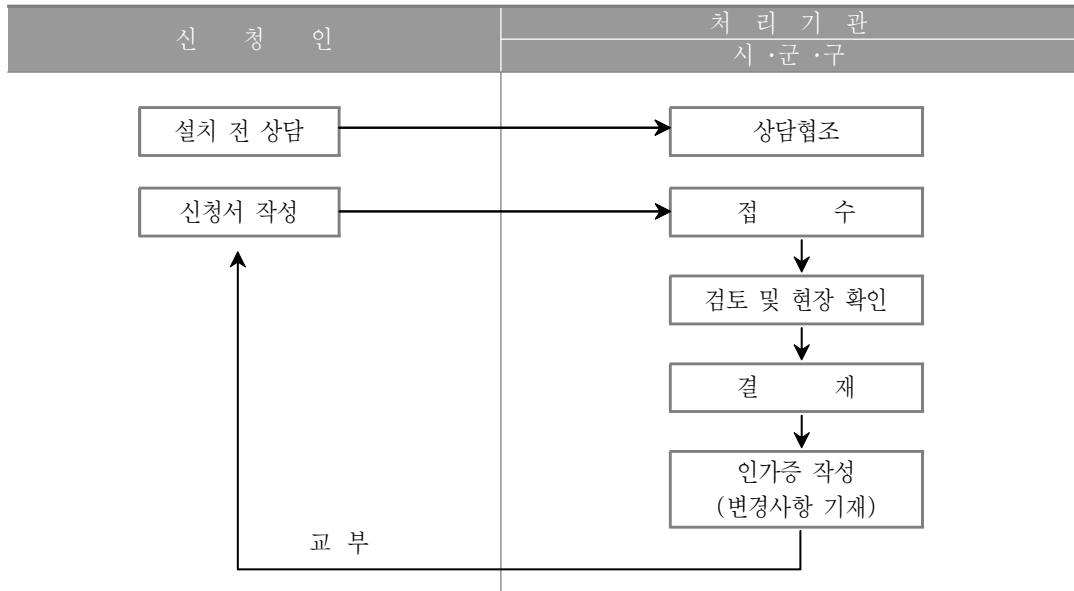 신 청 인
처 리 기 관
시 ·군 ·구
설치 전 상담
상담협조
신청서 작성
접 수
검토 및 현장 확인
결 재
인가증 작성
(변경사항 기재)
교 부